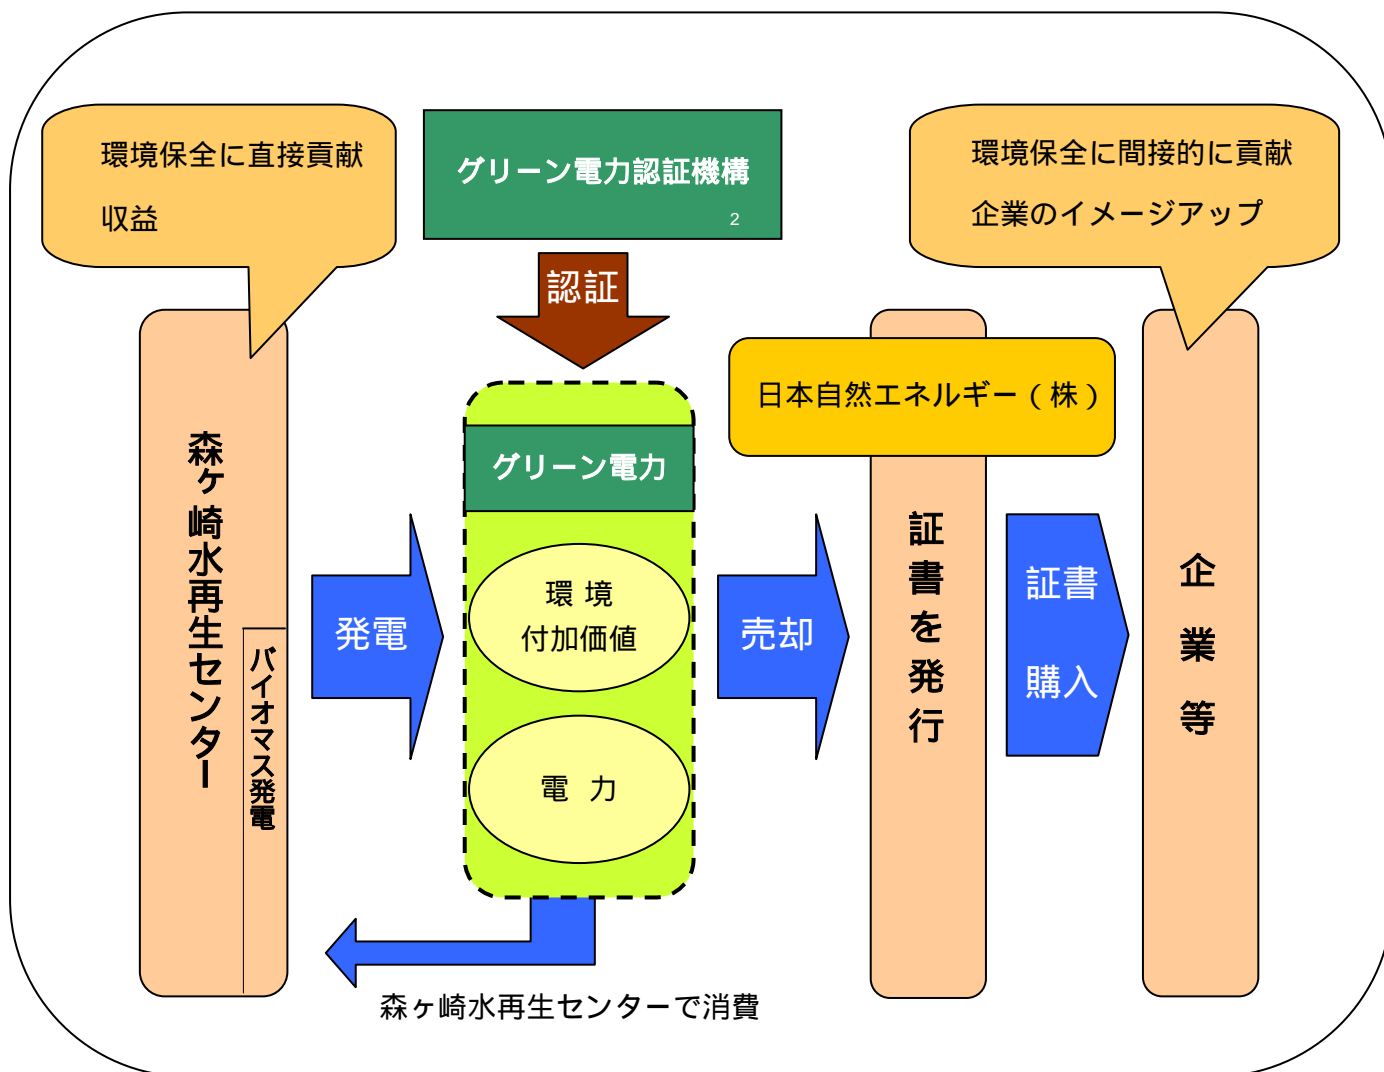 環境保全に直接貢献
収益
グリーン電力認証機構
2
環境保全に間接的に貢献
企業のイメージアップ
認証
日本自然エネルギー（株）
森ヶ崎水再生センター
バイオマス発電
発電
グリーン電力
環 境
付加価値
電 力
売却
証書を発行
証書
購入
企業等
森ヶ崎水再生センターで消費